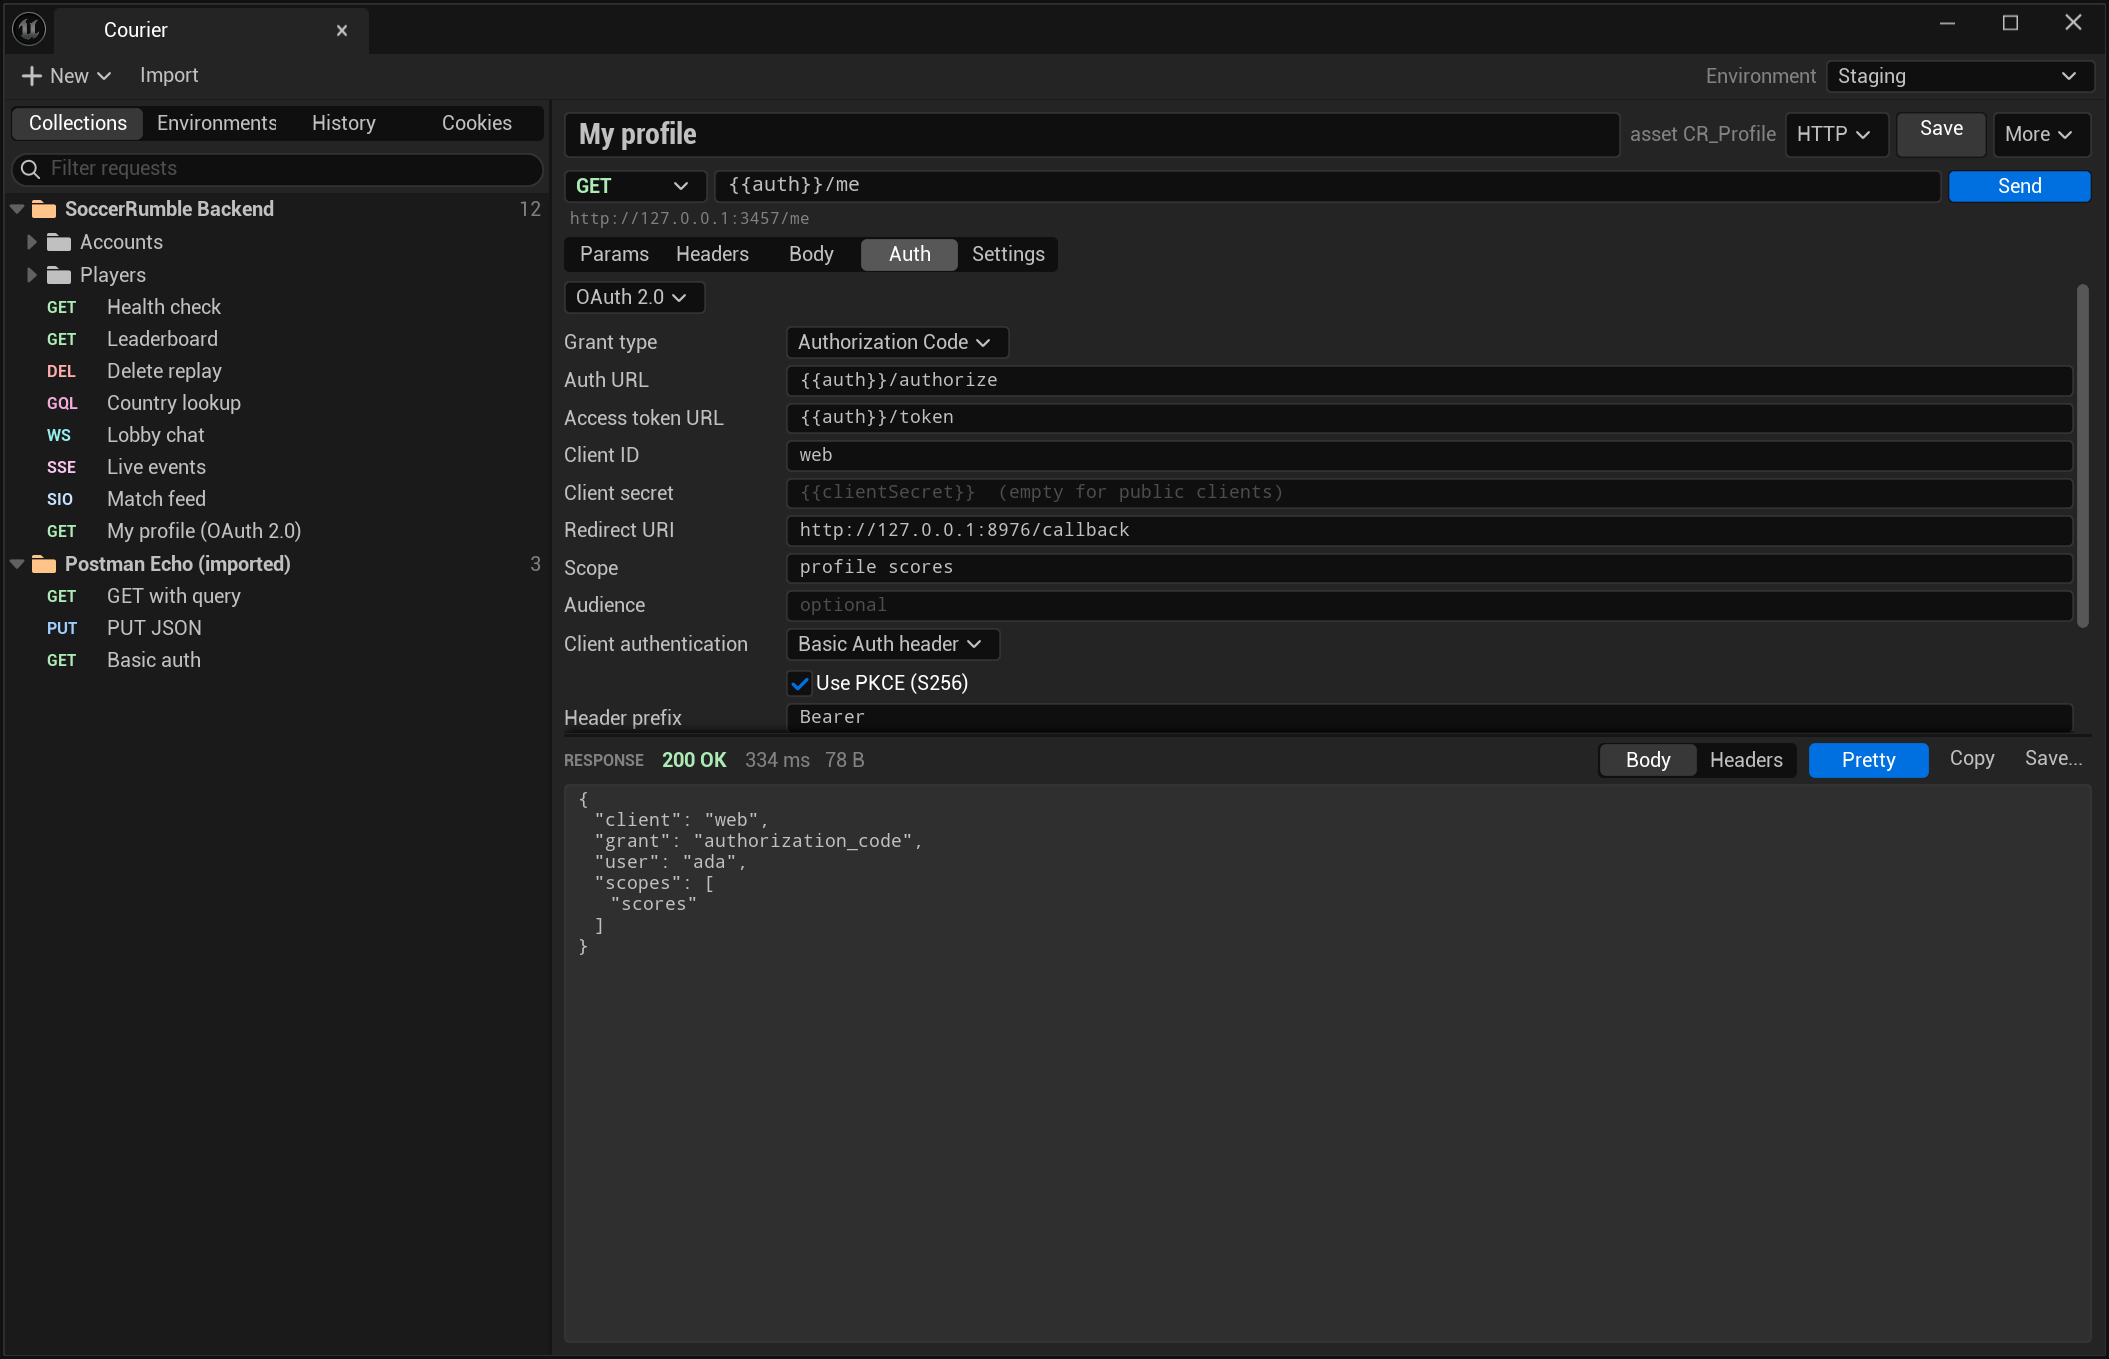 Courier
New
Import
Environment
Staging
Collections
Environments
History
Cookies
Filter requests
SoccerRumble Backend 12
Accounts
Players
GET Health check
GET Leaderboard
DEL Delete replay
GQL Country lookup
WS Lobby chat
SSE Live events
SIO Match feed
GET My profile (OAuth 2.0)
Postman Echo (imported) 3
GET GET with query
PUT PUT JSON
GET Basic auth
My profile
asset CR_Profile
HTTP
Save
More
GET
{{auth}}/me
Send
http://127.0.0.1:3457/me
Params
Headers
Body
Auth
Settings
OAuth 2.0
Grant type Authorization Code
Auth URL {{auth}}/authorize
Access token URL {{auth}}/token
Client ID web
Client secret {{clientSecret}} (empty for public clients)
Redirect URI http://127.0.0.1:8976/callback
Scope profile scores
Audience optional
Client authentication Basic Auth header
Use PKCE (S256)
Header prefix Bearer
RESPONSE 200 OK 334 ms 78 B
Body
Headers
Pretty
Copy
Save...
{
"client": "web",
"grant": "authorization_code",
"user": "ada",
"scopes": [
"scores"
]
}